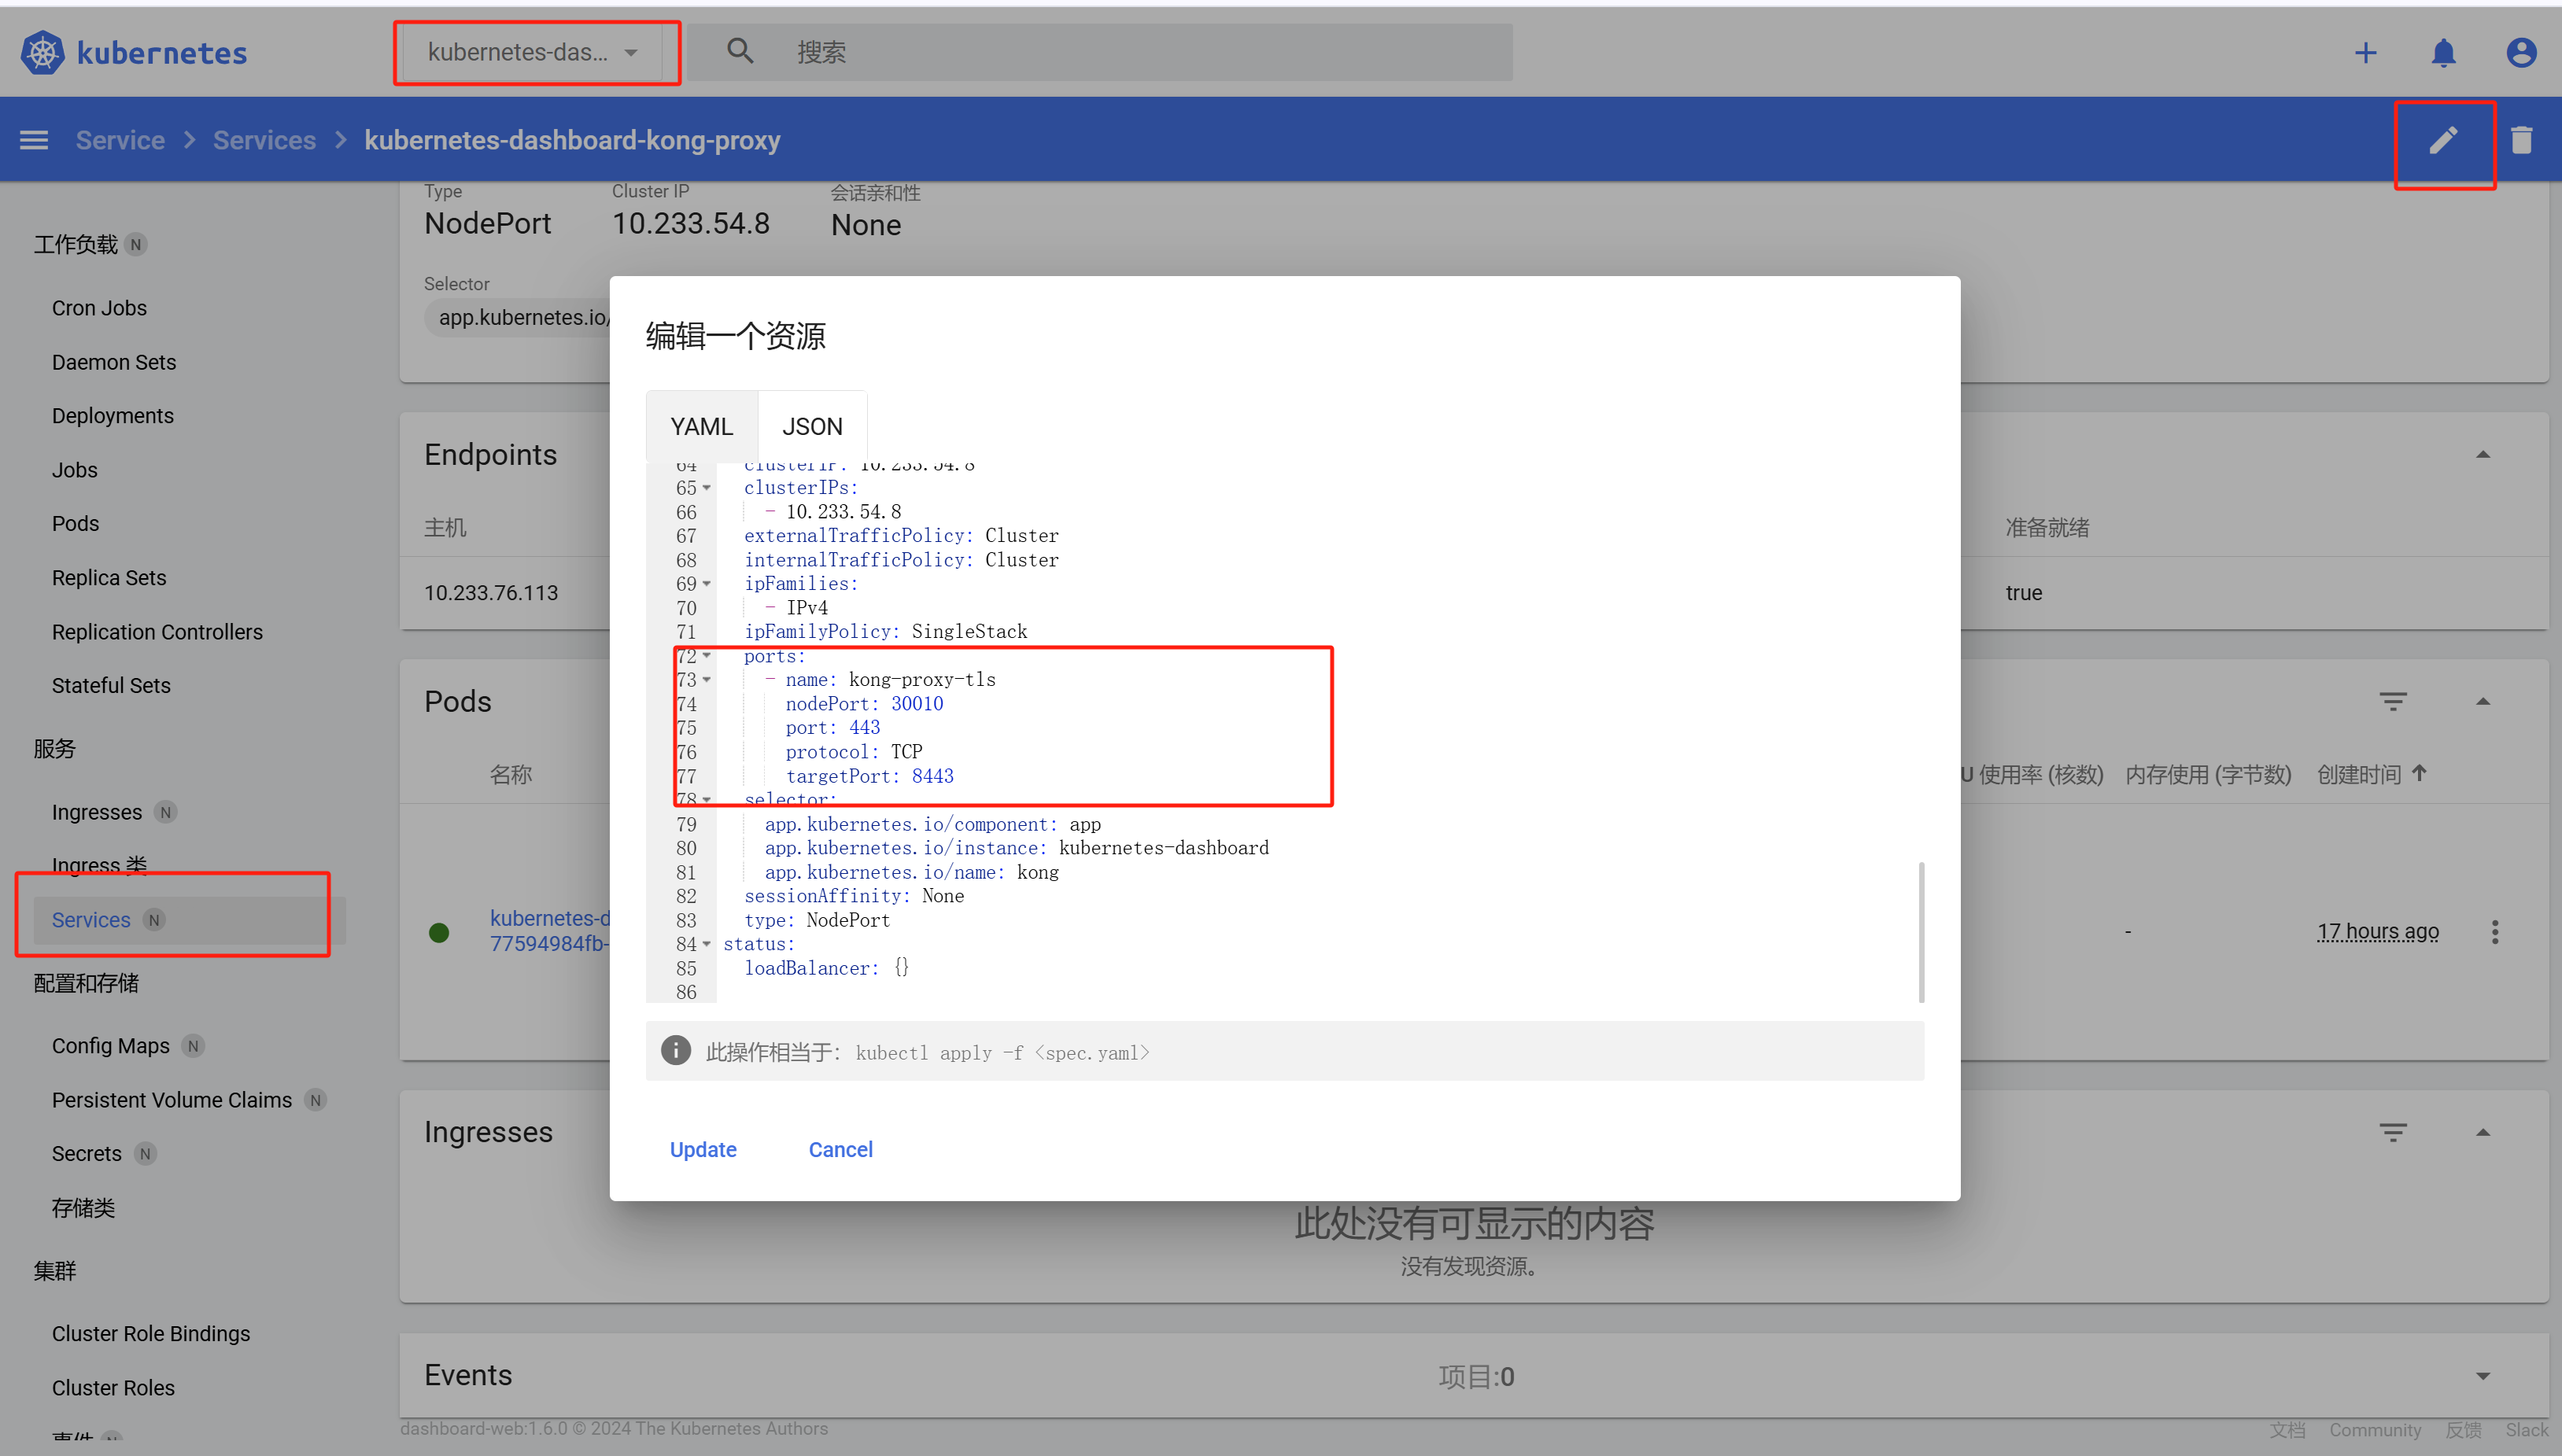 kubernetes
kubernetes-das...
搜索
Service
Services
kubernetes-dashboard-kong-proxy
Type
Cluster IP
会话亲和性
NodePort
10.233.54.8
None
Selector
app.kubernetes.io/
工作负载 N
Cron Jobs
Daemon Sets
Deployments
Jobs
Pods
Replica Sets
Replication Controllers
Stateful Sets
服务
Ingresses N
Ingress 类
Services N
配置和存储
Config Maps N
Persistent Volume Claims N
Secrets N
存储类
集群
Cluster Role Bindings
Cluster Roles
事件 N
Endpoints
主机
准备就绪
10.233.76.113
true
Pods
名称
U 使用率 (核数)
内存使用 (字节数)
创建时间
kubernetes-d
77594984fb-
-
17 hours ago
编辑一个资源
YAML
JSON
64 clusterIP: 10.233.54.8
65 clusterIPs:
66 - 10.233.54.8
67 externalTrafficPolicy: Cluster
68 internalTrafficPolicy: Cluster
69 ipFamilies:
70 - IPv4
71 ipFamilyPolicy: SingleStack
72 ports:
73 - name: kong-proxy-tls
74 nodePort: 30010
75 port: 443
76 protocol: TCP
77 targetPort: 8443
78 selector:
79 app.kubernetes.io/component: app
80 app.kubernetes.io/instance: kubernetes-dashboard
81 app.kubernetes.io/name: kong
82 sessionAffinity: None
83 type: NodePort
84 status:
85 loadBalancer: {}
86
此操作相当于: kubectl apply -f <spec.yaml>
Update
Cancel
Ingresses
此处没有可显示的内容
没有发现资源。
Events
项目:0
dashboard-web:1.6.0 © 2024 The Kubernetes Authors
文档
Community
反馈
Slack